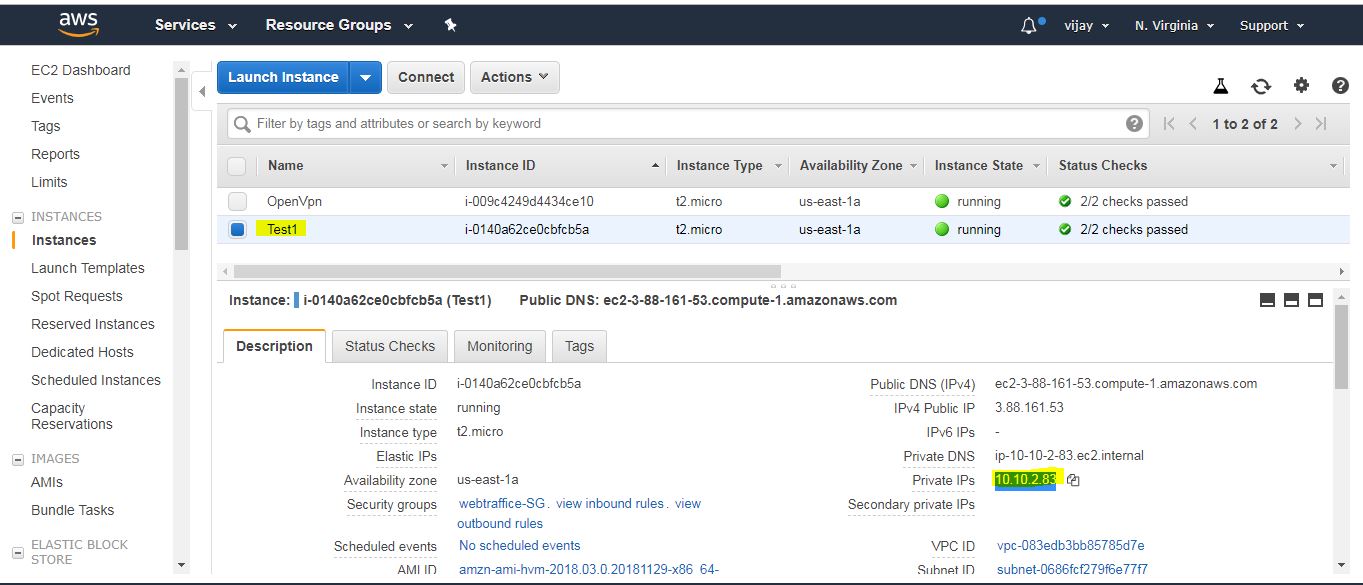 aws Services Resource Groups vijay N. Virginia Support
EC2 Dashboard
Events
Tags
Reports
Limits
INSTANCES
Instances
Launch Templates
Spot Requests
Reserved Instances
Dedicated Hosts
Scheduled Instances
Capacity
Reservations
IMAGES
AMIs
Bundle Tasks
ELASTIC BLOCK
STORE
Launch Instance Connect Actions
Filter by tags and attributes or search by keyword 1 to 2 of 2
Name Instance ID Instance Type Availability Zone Instance State Status Checks
OpenVpn i-009c4249d4434ce10 t2.micro us-east-1a running 2/2 checks passed
Test1 i-0140a62ce0cbfcb5a t2.micro us-east-1a running 2/2 checks passed
Instance: i-0140a62ce0cbfcb5a (Test1) Public DNS: ec2-3-88-161-53.compute-1.amazonaws.com
Description Status Checks Monitoring Tags
Instance ID i-0140a62ce0cbfcb5a
Instance state running
Instance type t2.micro
Elastic IPs
Availability zone us-east-1a
Security groups webtraffice-SG. view inbound rules. view
outbound rules
Scheduled events No scheduled events
AMI ID amzn-ami-hvm-2018.03.0.20181129-x86_64-
Public DNS (IPv4) ec2-3-88-161-53.compute-1.amazonaws.com
IPv4 Public IP 3.88.161.53
IPv6 IPs -
Private DNS ip-10-10-2-83.ec2.internal
Private IPs 10.10.2.83
Secondary private IPs
VPC ID vpc-083edb3bb85785d7e
Subnet ID subnet-0686fcf279f6e77f7